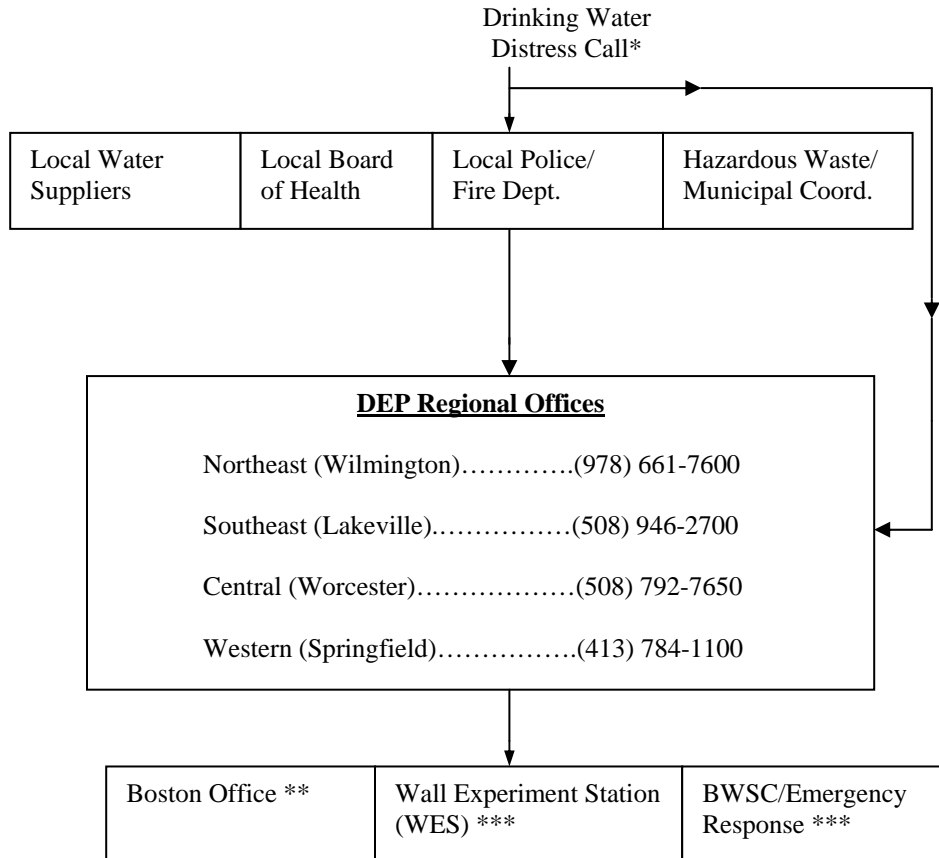 Drinking Water
Distress Call*
Local Water
Suppliers
Local Board
of Health
Local Police/
Fire Dept.
Hazardous Waste/
Municipal Coord.
DEP Regional Offices
Northeast (Wilmington)………….(978) 661-7600
Southeast (Lakeville).……………(508) 946-2700
Central (Worcester)………………(508) 792-7650
Western (Springfield)…………….(413) 784-1100
Boston Office **
Wall Experiment Station
(WES) ***
BWSC/Emergency
Response ***